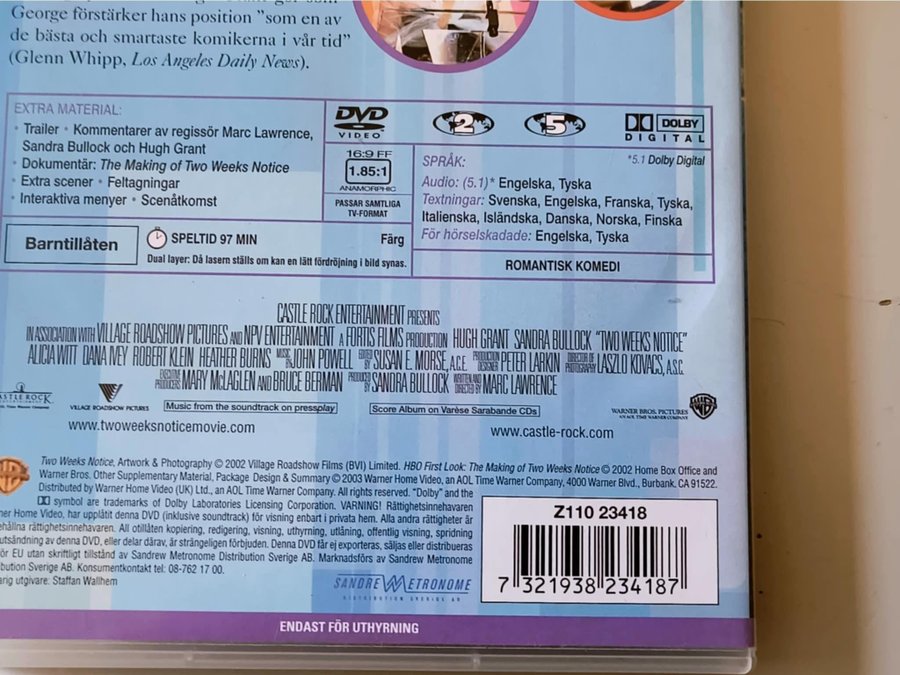 George förstärker hans position ”som en av
de bästa och smartaste komikerna i vår tid”
(Glenn Whipp, Los Angeles Daily News).
EXTRA MATERIAL:
• Trailer • Kommentarer av regissör Marc Lawrence,
Sandra Bullock och Hugh Grant
• Dokumentär: The Making of Two Weeks Notice
• Extra scener • Feltagningar
• Interaktiva menyer • Scenåtkomst
DVD
VIDEO
16:9 FF
1.85:1
ANAMORPHIC
PASSAR SAMTLIGA
TV-FORMAT
2
5
DOLBY
DIGITAL
SPRÅK:
*5.1 Dolby Digital
Audio: (5.1)* Engelska, Tyska
Textningar: Svenska, Engelska, Franska, Tyska,
Italienska, Isländska, Danska, Norska, Finska
För hörselskadade: Engelska, Tyska
Barntillåten
SPELTID 97 MIN
Färg
Dual layer: Då lasern ställs om kan en lätt fördröjning i bild synas.
ROMANTISK KOMEDI
CASTLE ROCK ENTERTAINMENT PRESENTS
IN ASSOCIATION WITH VILLAGE ROADSHOW PICTURES AND NPV ENTERTAINMENT A FORTIS FILMS PRODUCTION HUGH GRANT SANDRA BULLOCK “TWO WEEKS NOTICE”
ALICIA WITT DANA IVEY ROBERT KLEIN HEATHER BURNS MUSIC BY JOHN POWELL EDITED BY SUSAN E. MORSE, A.C.E. PRODUCTION DESIGNER PETER LARKIN DIRECTOR OF PHOTOGRAPHY LASZLO KOVACS, A.S.C.
EXECUTIVE PRODUCERS MARY McLAGLEN AND BRUCE BERMAN PRODUCED BY SANDRA BULLOCK WRITTEN AND DIRECTED BY MARC LAWRENCE
VILLAGE ROADSHOW PICTURES
Music from the soundtrack on pressplay
Score Album on Varèse Sarabande CDs
WARNER BROS. PICTURES
AN AOL TIME WARNER COMPANY
www.twoweeksnoticemovie.com
www.castle-rock.com
Two Weeks Notice, Artwork & Photography © 2002 Village Roadshow Films (BVI) Limited. HBO First Look: The Making of Two Weeks Notice © 2002 Home Box Office and
Warner Bros. Other Supplementary Material, Package Design & Summary © 2003 Warner Home Video, an AOL Time Warner Company, 4000 Warner Blvd., Burbank, CA 91522.
Distributed by Warner Home Video (UK) Ltd., an AOL Time Warner Company. All rights reserved. “Dolby” and the
symbol are trademarks of Dolby Laboratories Licensing Corporation. VARNING! Rättighetsinnehavaren
ner Home Video, har upplåtit denna DVD (inklusive soundtrack) för visning enbart i privata hem. Alla andra rättigheter är
ehållna rättighetsinnehavaren. All otillåten kopiering, redigering, visning, uthyrning, utlåning, offentlig visning, spridning
utsändning av denna DVD, eller delar därav, är strängeligen förbjuden. Denna DVD får ej exporteras, säljas eller distribueras
ör EU utan skriftligt tillstånd av Sandrew Metronome Distribution Sverige AB. Marknadsförs av Sandrew Metronome
ibution Sverige AB. Konsumentkontakt tel: 08-762 17 00.
arig utgivare: Staffan Wallhem
SANDREW METRONOME
DISTRIBUTION SVERIGE AB
Z110 23418
7 321938 234187
ENDAST FÖR UTHYRNING